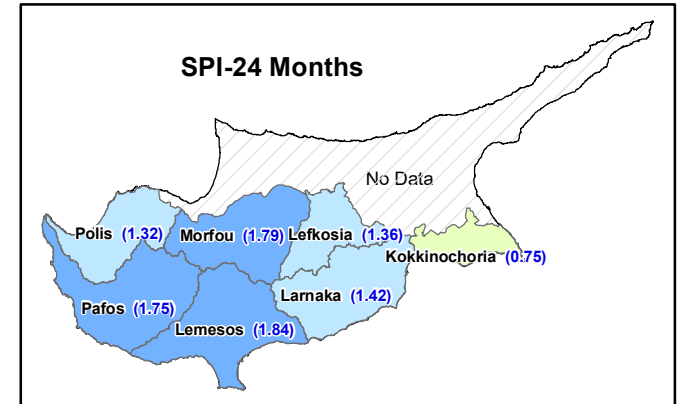 SPI-24 Months
No Data
Polis (1.32)
Morfou (1.79)
Lefkosia (1.36)
Kokkinochoria (0.75)
Pafos (1.75)
Larnaka (1.42)
Lemesos (1.84)